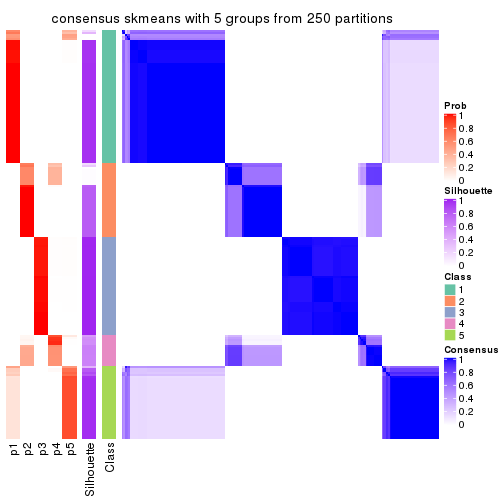 consensus skmeans with 5 groups from 250 partitions
Prob
1
0.8
0.6
0.4
0.2
0
Silhouette
1
0.8
0.6
0.4
0.2
0
Class
1
2
3
4
5
Consensus
1
0.8
0.6
0.4
0.2
0
p1
p2
p3
p4
p5
Silhouette
Class